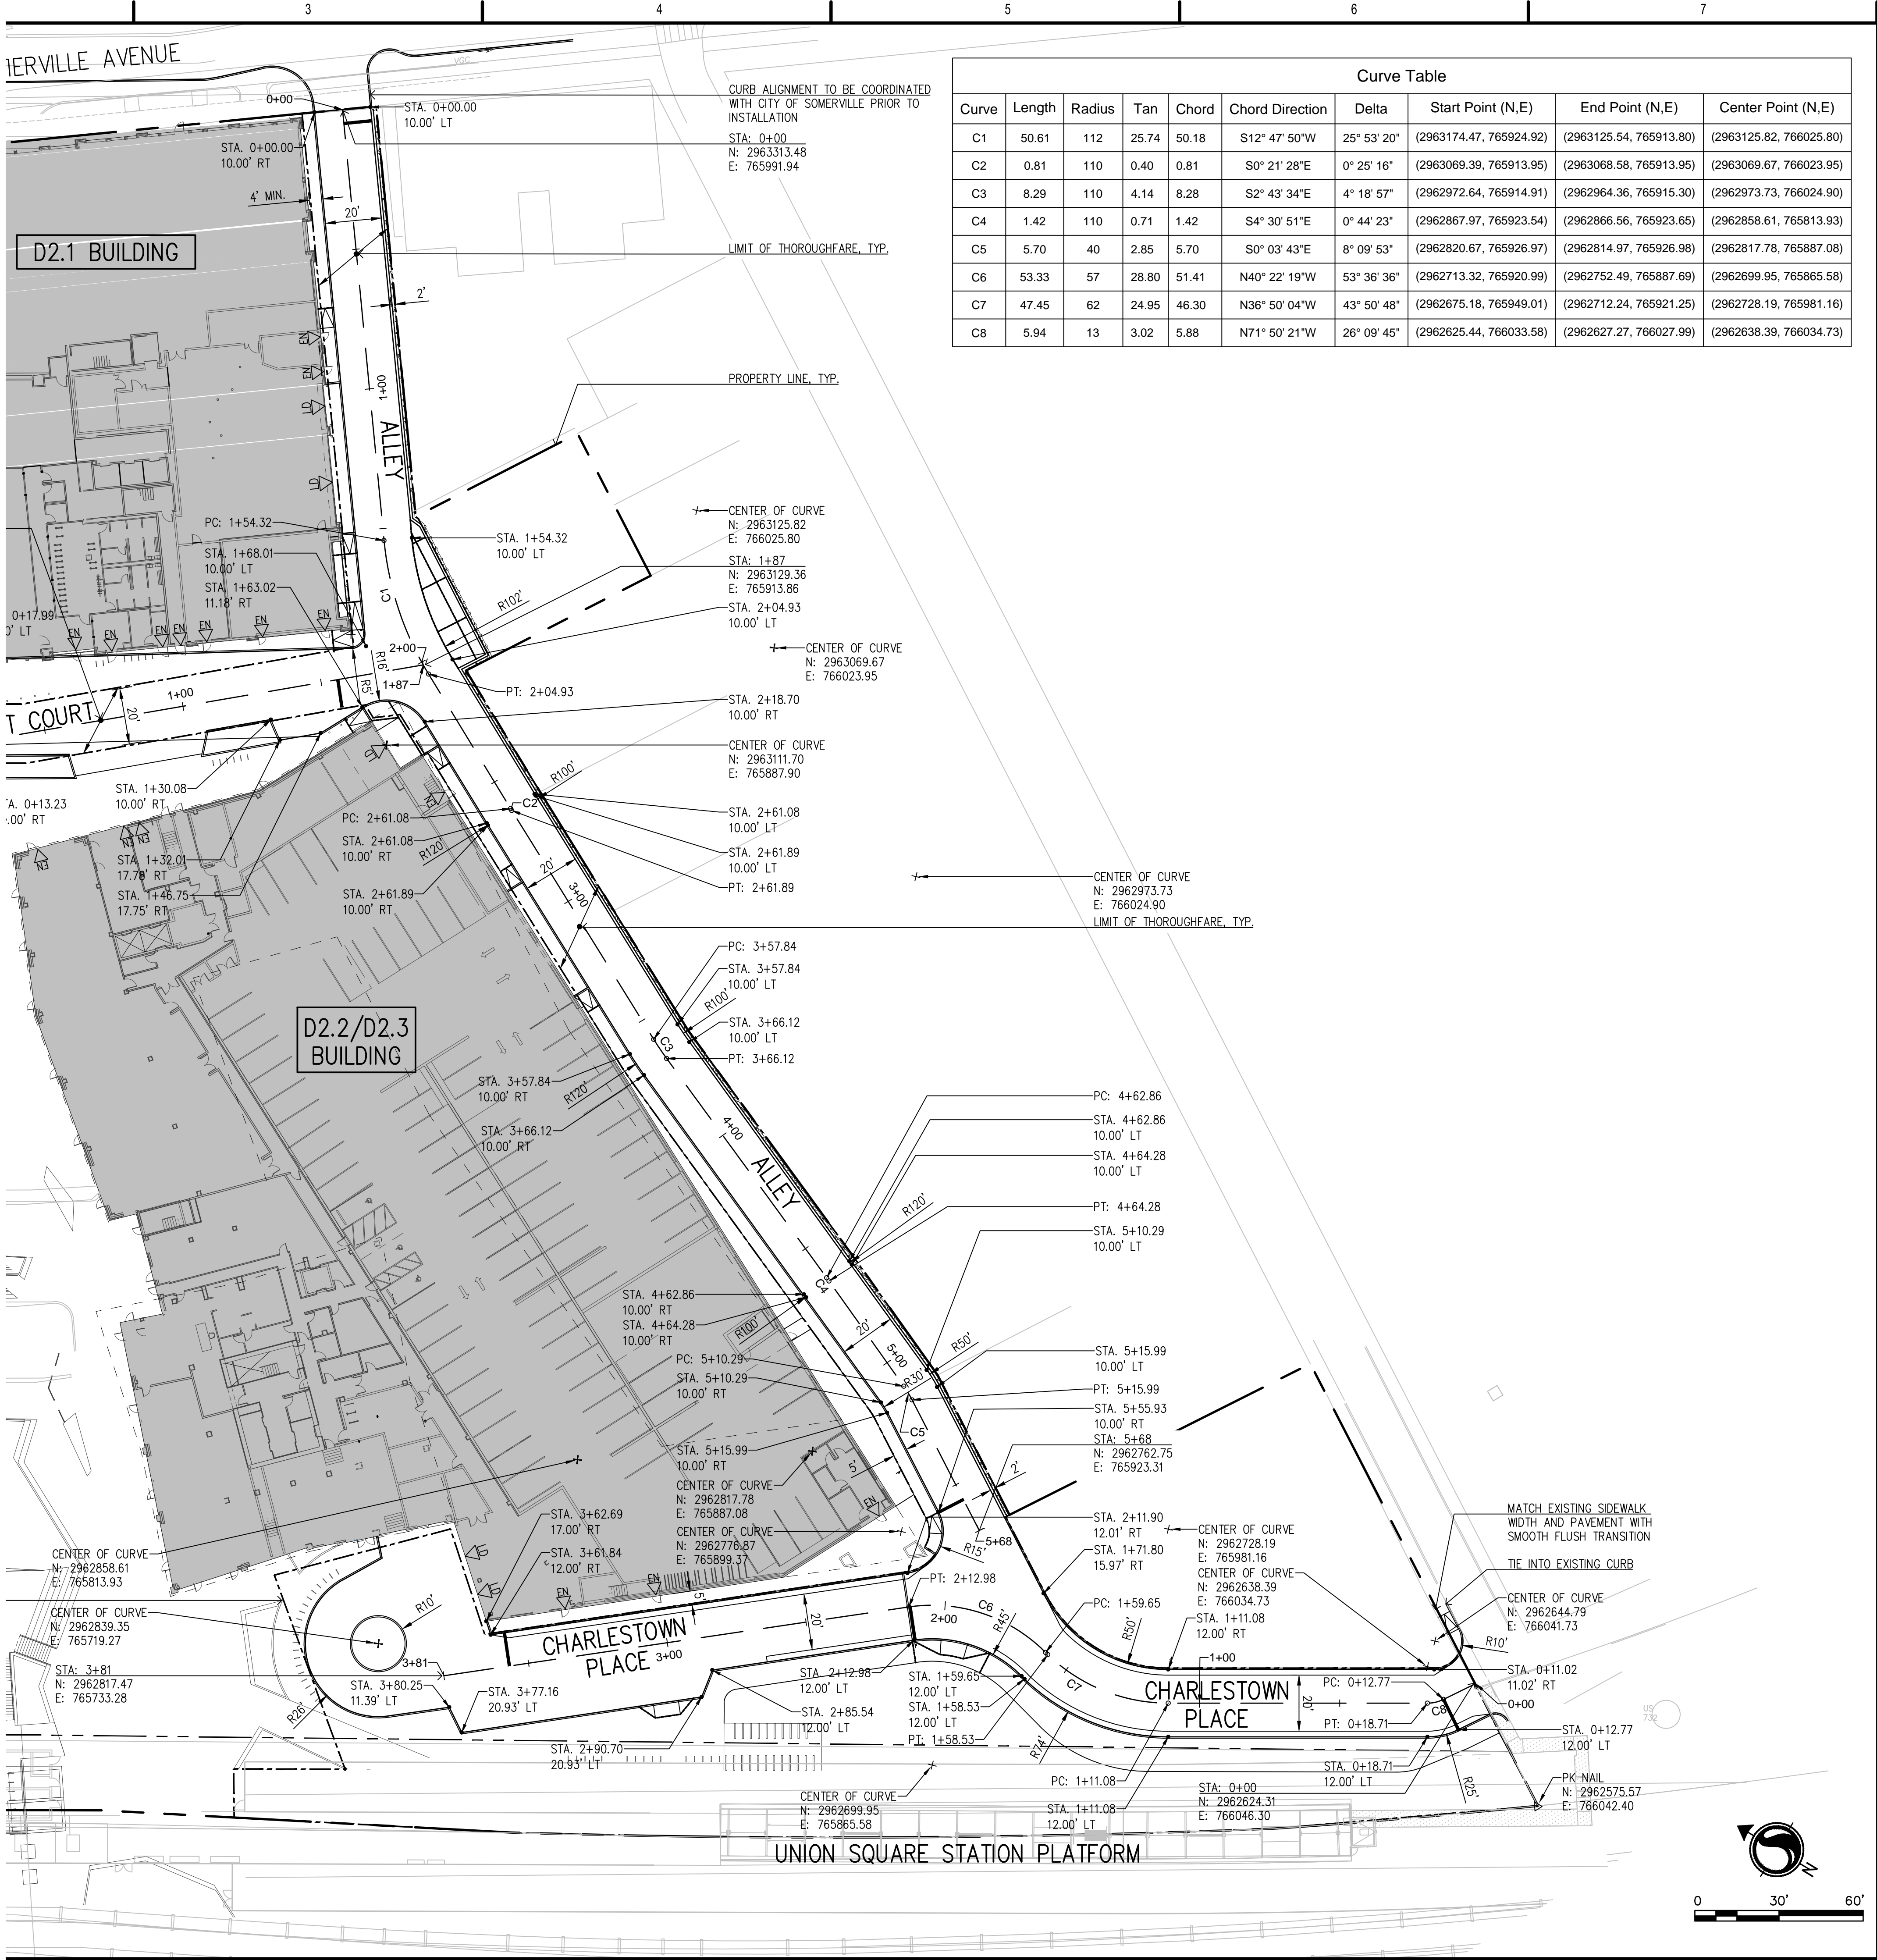 3
4
5
6
7
MERVILLE AVENUE
VGC
0+00
STA. 0+00.00
10.00' LT
CURB ALIGNMENT TO BE COORDINATED
WITH CITY OF SOMERVILLE PRIOR TO
INSTALLATION
STA: 0+00
N: 2963313.48
E: 765991.94
STA. 0+00.00
10.00' RT
4' MIN.
20'
D2.1 BUILDING
LIMIT OF THOROUGHFARE, TYP.
2'
Curve Table
Curve Length Radius Tan Chord Chord Direction Delta Start Point (N,E) End Point (N,E) Center Point (N,E)
C1 50.61 112 25.74 50.18 S12° 47' 50"W 25° 53' 20" (2963174.47, 765924.92) (2963125.54, 765913.80) (2963125.82, 766025.80)
C2 0.81 110 0.40 0.81 S0° 21' 28"E 0° 25' 16" (2963069.39, 765913.95) (2963068.58, 765913.95) (2963069.67, 766023.95)
C3 8.29 110 4.14 8.28 S2° 43' 34"E 4° 18' 57" (2962972.64, 765914.91) (2962964.36, 765915.30) (2962973.73, 766024.90)
C4 1.42 110 0.71 1.42 S4° 30' 51"E 0° 44' 23" (2962867.97, 765923.54) (2962866.56, 765923.65) (2962858.61, 765813.93)
C5 5.70 40 2.85 5.70 S0° 03' 43"E 8° 09' 53" (2962820.67, 765926.97) (2962814.97, 765926.98) (2962817.78, 765887.08)
C6 53.33 57 28.80 51.41 N40° 22' 19"W 53° 36' 36" (2962713.32, 765920.99) (2962752.49, 765887.69) (2962699.95, 765865.58)
C7 47.45 62 24.95 46.30 N36° 50' 04"W 43° 50' 48" (2962675.18, 765949.01) (2962712.24, 765921.25) (2962728.19, 765981.16)
C8 5.94 13 3.02 5.88 N71° 50' 21"W 26° 09' 45" (2962625.44, 766033.58) (2962627.27, 766027.99) (2962638.39, 766034.73)
EN
EN
LD
LD
1+00
ALLEY
PROPERTY LINE, TYP.
PC: 1+54.32
STA. 1+68.01
10.00' LT
STA. 1+63.02
11.18' RT
C1
STA. 1+54.32
10.00' LT
CENTER OF CURVE
N: 2963125.82
E: 766025.80
STA: 1+87
N: 2963129.36
E: 765913.86
R102'
STA. 2+04.93
10.00' LT
0+17.99
0' LT
EN
EN
EN
EN
EN
EN
EN
2+00
R16'
R5'
1+87
PT: 2+04.93
CENTER OF CURVE
N: 2963069.67
E: 766023.95
1+00
T COURT
20'
STA. 2+18.70
10.00' RT
CENTER OF CURVE
N: 2963111.70
E: 765887.90
LD
R100'
C2
TA. 0+13.23
.00' RT
STA. 1+30.08
10.00' RT
EN
PC: 2+61.08
STA. 2+61.08
10.00' RT
R120'
STA. 2+61.08
10.00' LT
STA. 2+61.89
10.00' LT
PT: 2+61.89
EN
EN
EN
STA. 1+32.01
17.78' RT
STA. 1+46.75
17.75' RT
STA. 2+61.89
10.00' RT
20'
3+00
CENTER OF CURVE
N: 2962973.73
E: 766024.90
LIMIT OF THOROUGHFARE, TYP.
PC: 3+57.84
STA. 3+57.84
10.00' LT
R100'
STA. 3+66.12
10.00' LT
PT: 3+66.12
C3
D2.2/D2.3
BUILDING
STA. 3+57.84
10.00' RT
R120'
STA. 3+66.12
10.00' RT
4+00
ALLEY
PC: 4+62.86
STA. 4+62.86
10.00' LT
STA. 4+64.28
10.00' LT
R120'
PT: 4+64.28
STA. 5+10.29
10.00' LT
C4
STA. 4+62.86
10.00' RT
STA. 4+64.28
10.00' RT
R100'
20'
5+00
PC: 5+10.29
STA. 5+10.29
10.00' RT
R30'
R50'
STA. 5+15.99
10.00' LT
PT: 5+15.99
STA. 5+55.93
10.00' RT
STA: 5+68
N: 2962762.75
E: 765923.31
C5
STA. 5+15.99
10.00' RT
5'
2'
CENTER OF CURVE
N: 2962817.78
E: 765887.08
CENTER OF CURVE
N: 2962776.87
E: 765899.37
EN
5+68
R15'
STA. 2+11.90
12.01' RT
STA. 1+71.80
15.97' RT
CENTER OF CURVE
N: 2962728.19
E: 765981.16
CENTER OF CURVE
N: 2962638.39
E: 766034.73
MATCH EXISTING SIDEWALK
WIDTH AND PAVEMENT WITH
SMOOTH FLUSH TRANSITION
TIE INTO EXISTING CURB
CENTER OF CURVE
N: 2962644.79
E: 766041.73
R10'
STA. 3+62.69
17.00' RT
STA. 3+61.84
12.00' RT
LD
LD
EN
EN
5'
CENTER OF CURVE
N: 2962858.61
E: 765813.93
CENTER OF CURVE
N: 2962839.35
E: 765719.27
R10'
PT: 2+12.98
2+00
C6
R45'
PC: 1+59.65
R50'
STA. 1+11.08
12.00' RT
1+00
20'
CHARLESTOWN
PLACE
3+00
3+81
STA: 3+81
N: 2962817.47
E: 765733.28
R26'
STA. 3+80.25
11.39' LT
STA. 3+77.16
20.93' LT
STA. 2+12.98
12.00' LT
STA. 1+59.65
12.00' LT
STA. 1+58.53
12.00' LT
PT: 1+58.53
C7
CHARLESTOWN
PLACE
20'
PC: 0+12.77
PT: 0+18.71
C8
STA. 0+11.02
11.02' RT
0+00
US
732
STA. 0+12.77
12.00' LT
STA. 2+85.54
12.00' LT
STA. 2+90.70
20.93' LT
R74'
PC: 1+11.08
STA. 1+11.08
12.00' LT
STA. 0+18.71
12.00' LT
STA: 0+00
N: 2962624.31
E: 766046.30
R25'
PK NAIL
N: 2962575.57
E: 766042.40
CENTER OF CURVE
N: 2962699.95
E: 765865.58
UNION SQUARE STATION PLATFORM
N
0 30' 60'